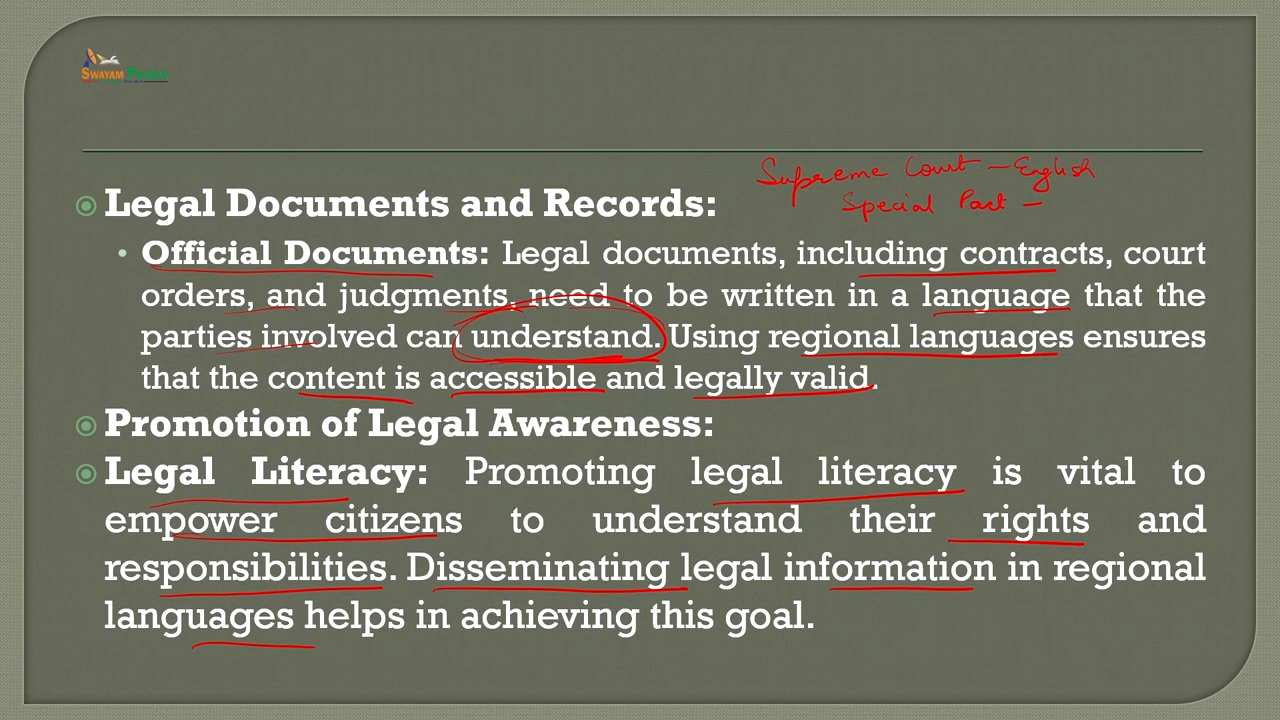 SWAYAM PRABHA
Supreme Court - English
Special Pact -
Legal Documents and Records:
Official Documents: Legal documents, including contracts, court
orders, and judgments, need to be written in a language that the
parties involved can understand. Using regional languages ensures
that the content is accessible and legally valid.
Promotion of Legal Awareness:
Legal Literacy: Promoting legal literacy is vital to
empower citizens to understand their rights and
responsibilities. Disseminating legal information in regional
languages helps in achieving this goal.